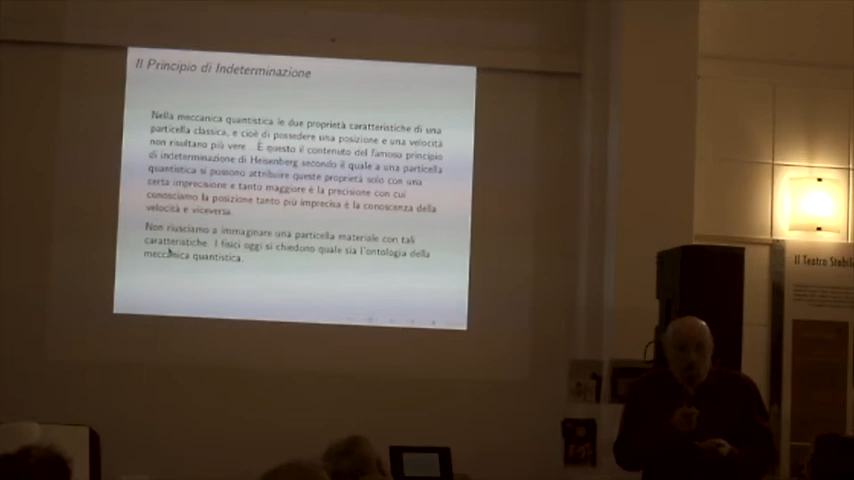 Il Principio di Indeterminazione
Nella meccanica quantistica le due proprietà caratteristiche di una
particella classica, e cioè di possedere una posizione e una velocità
non risultano più vere. È questo il contenuto del famoso principio
di indeterminazione di Heisenberg secondo il quale a una particella
quantistica si possono attribuire queste proprietà solo con una
certa imprecisione e tanto maggiore è la precisione con cui
conosciamo la posizione tanto più imprecisa è la conoscenza della
velocità e viceversa.
Non riusciamo a immaginare una particella materiale con tali
caratteristiche. I fisici oggi si chiedono quale sia l'ontologia della
meccanica quantistica.
Il Teatro